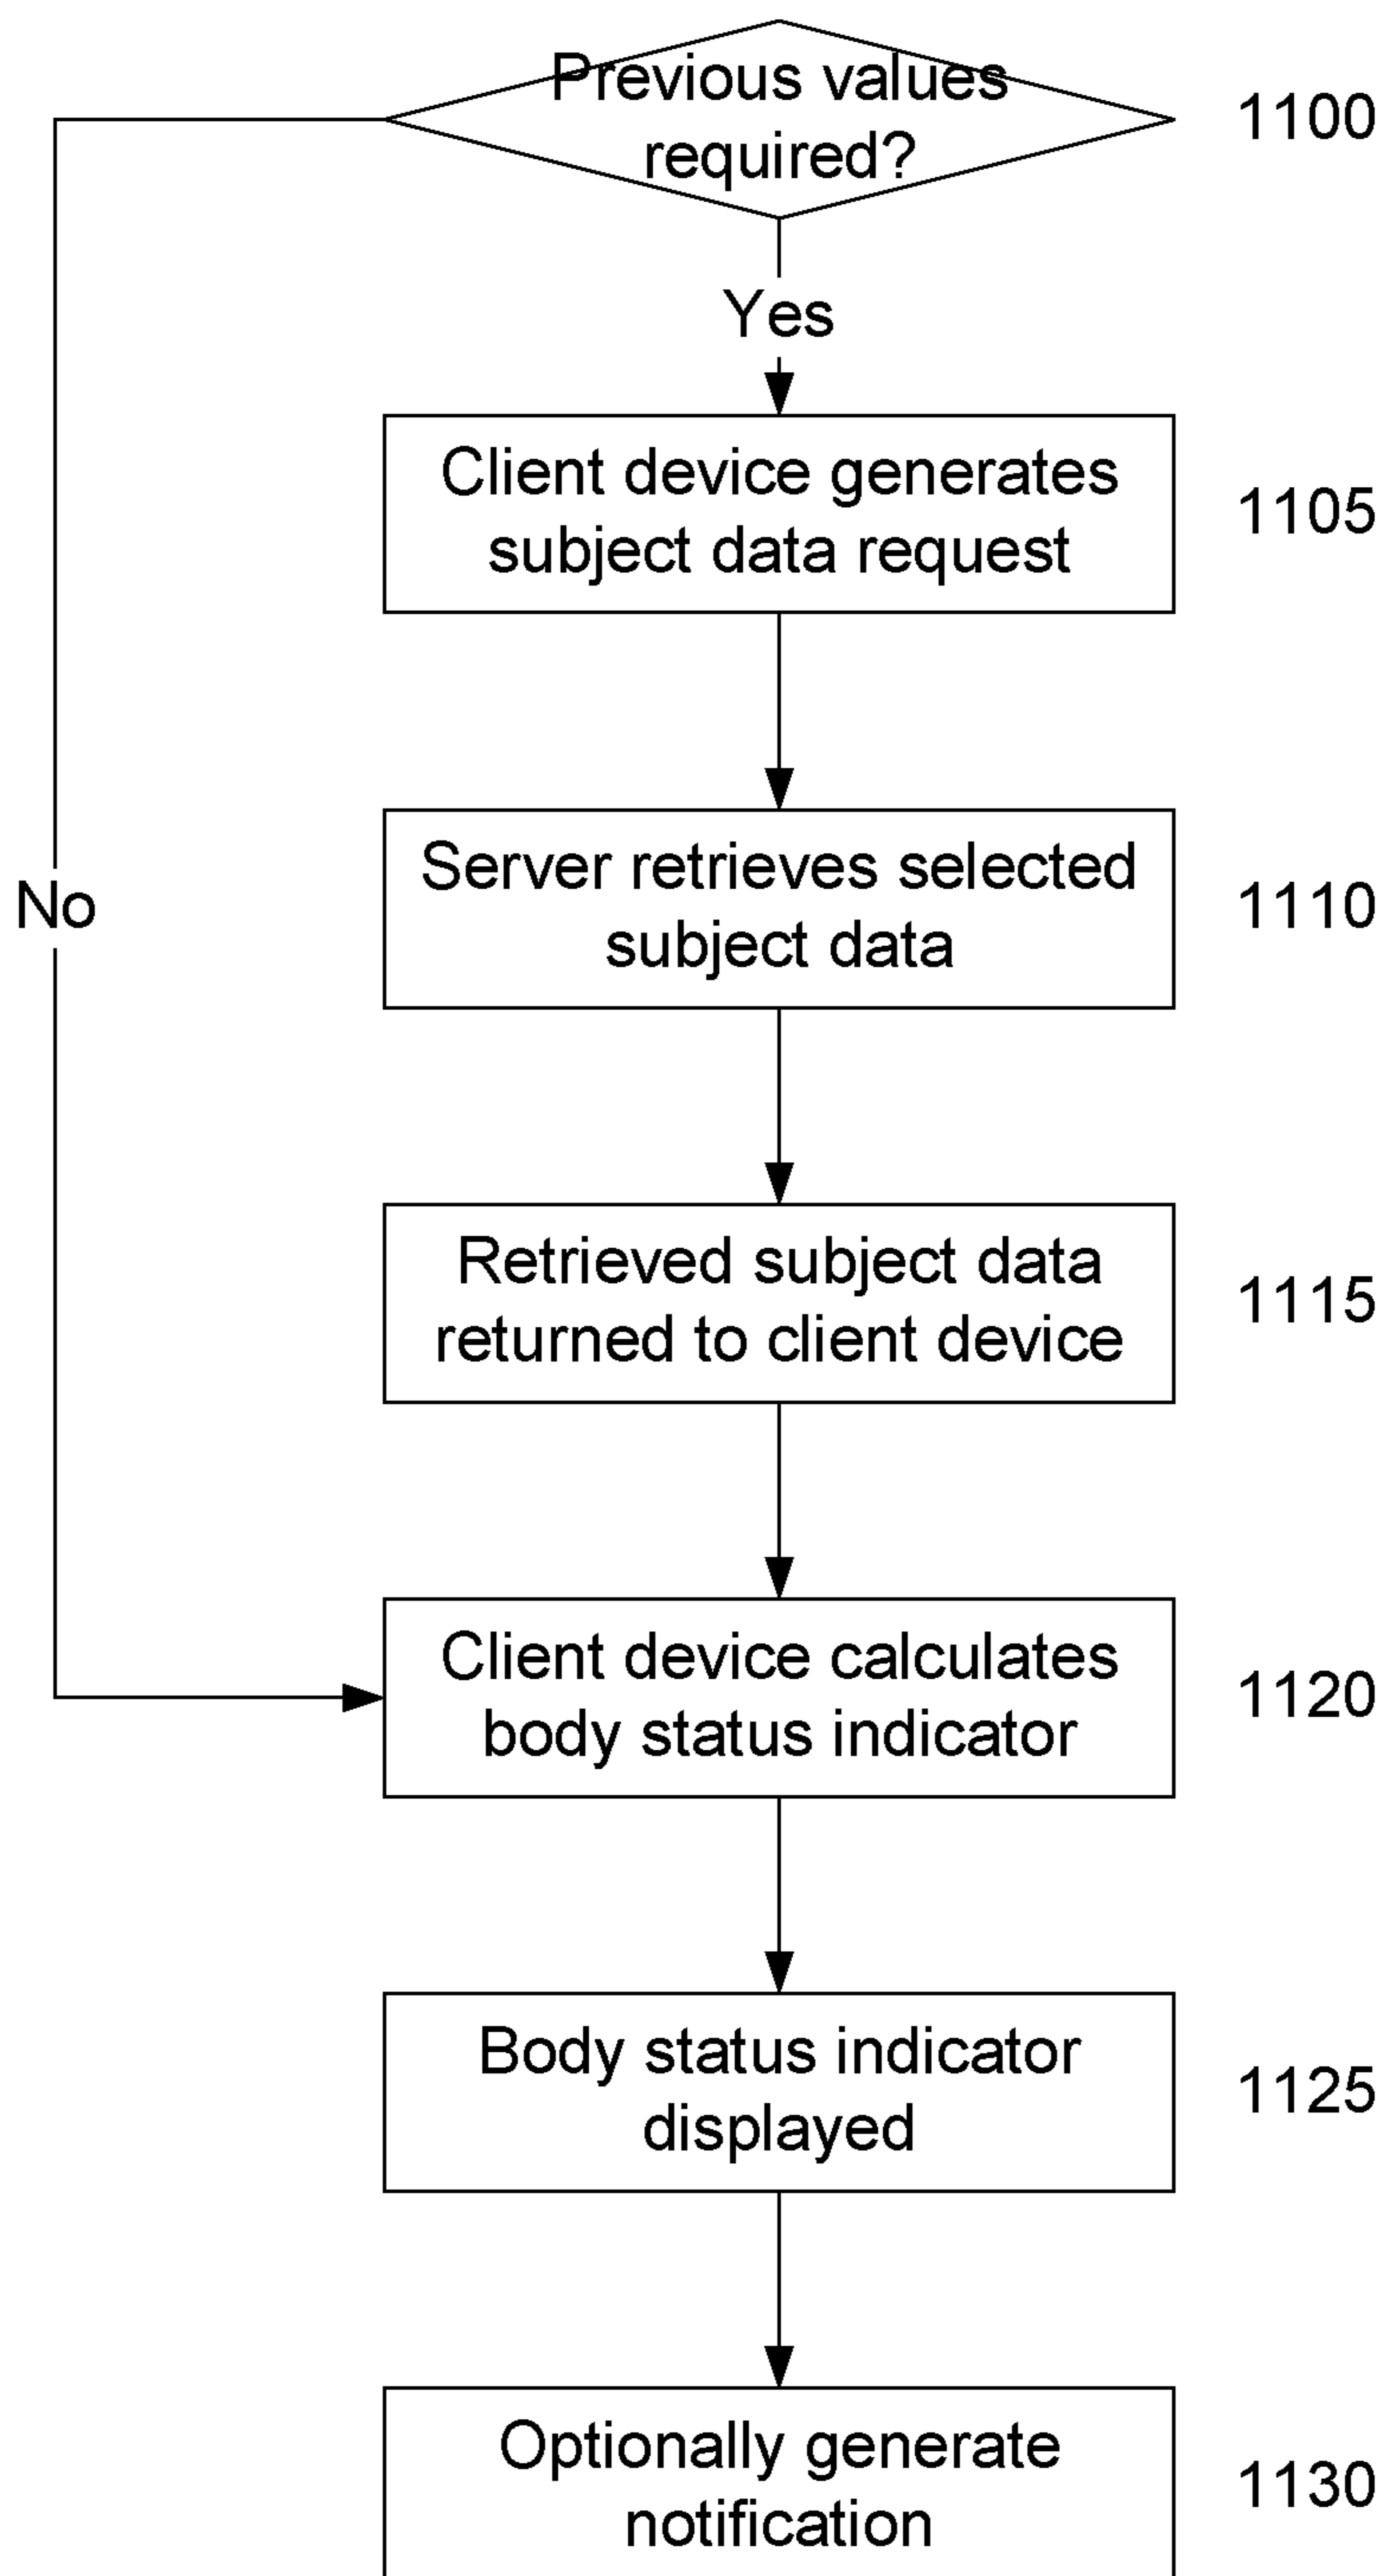 Previous values
required?
1100
Yes
Client device generates
subject data request
1105
Server retrieves selected
subject data
1110
No
Retrieved subject data
returned to client device
1115
Client device calculates
body status indicator
1120
Body status indicator
displayed
1125
Optionally generate
notification
1130